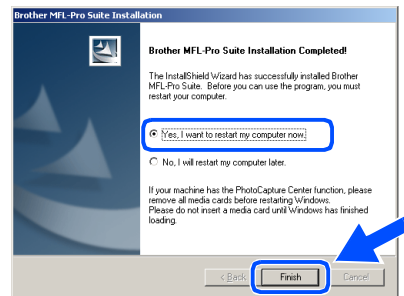 Brother MFL-Pro Suite Installation
Brother MFL-Pro Suite Installation Completed!
The InstallShield Wizard has successfully installed Brother
MFL-Pro Suite. Before you can use the program, you must
restart your computer.
Yes, I want to restart my computer now.
No, I will restart my computer later.
If your machine has the PhotoCapture Center function, please
remove all media cards before restarting Windows.
Please do not insert a media card until Windows has finished
loading.
< Back Finish Cancel